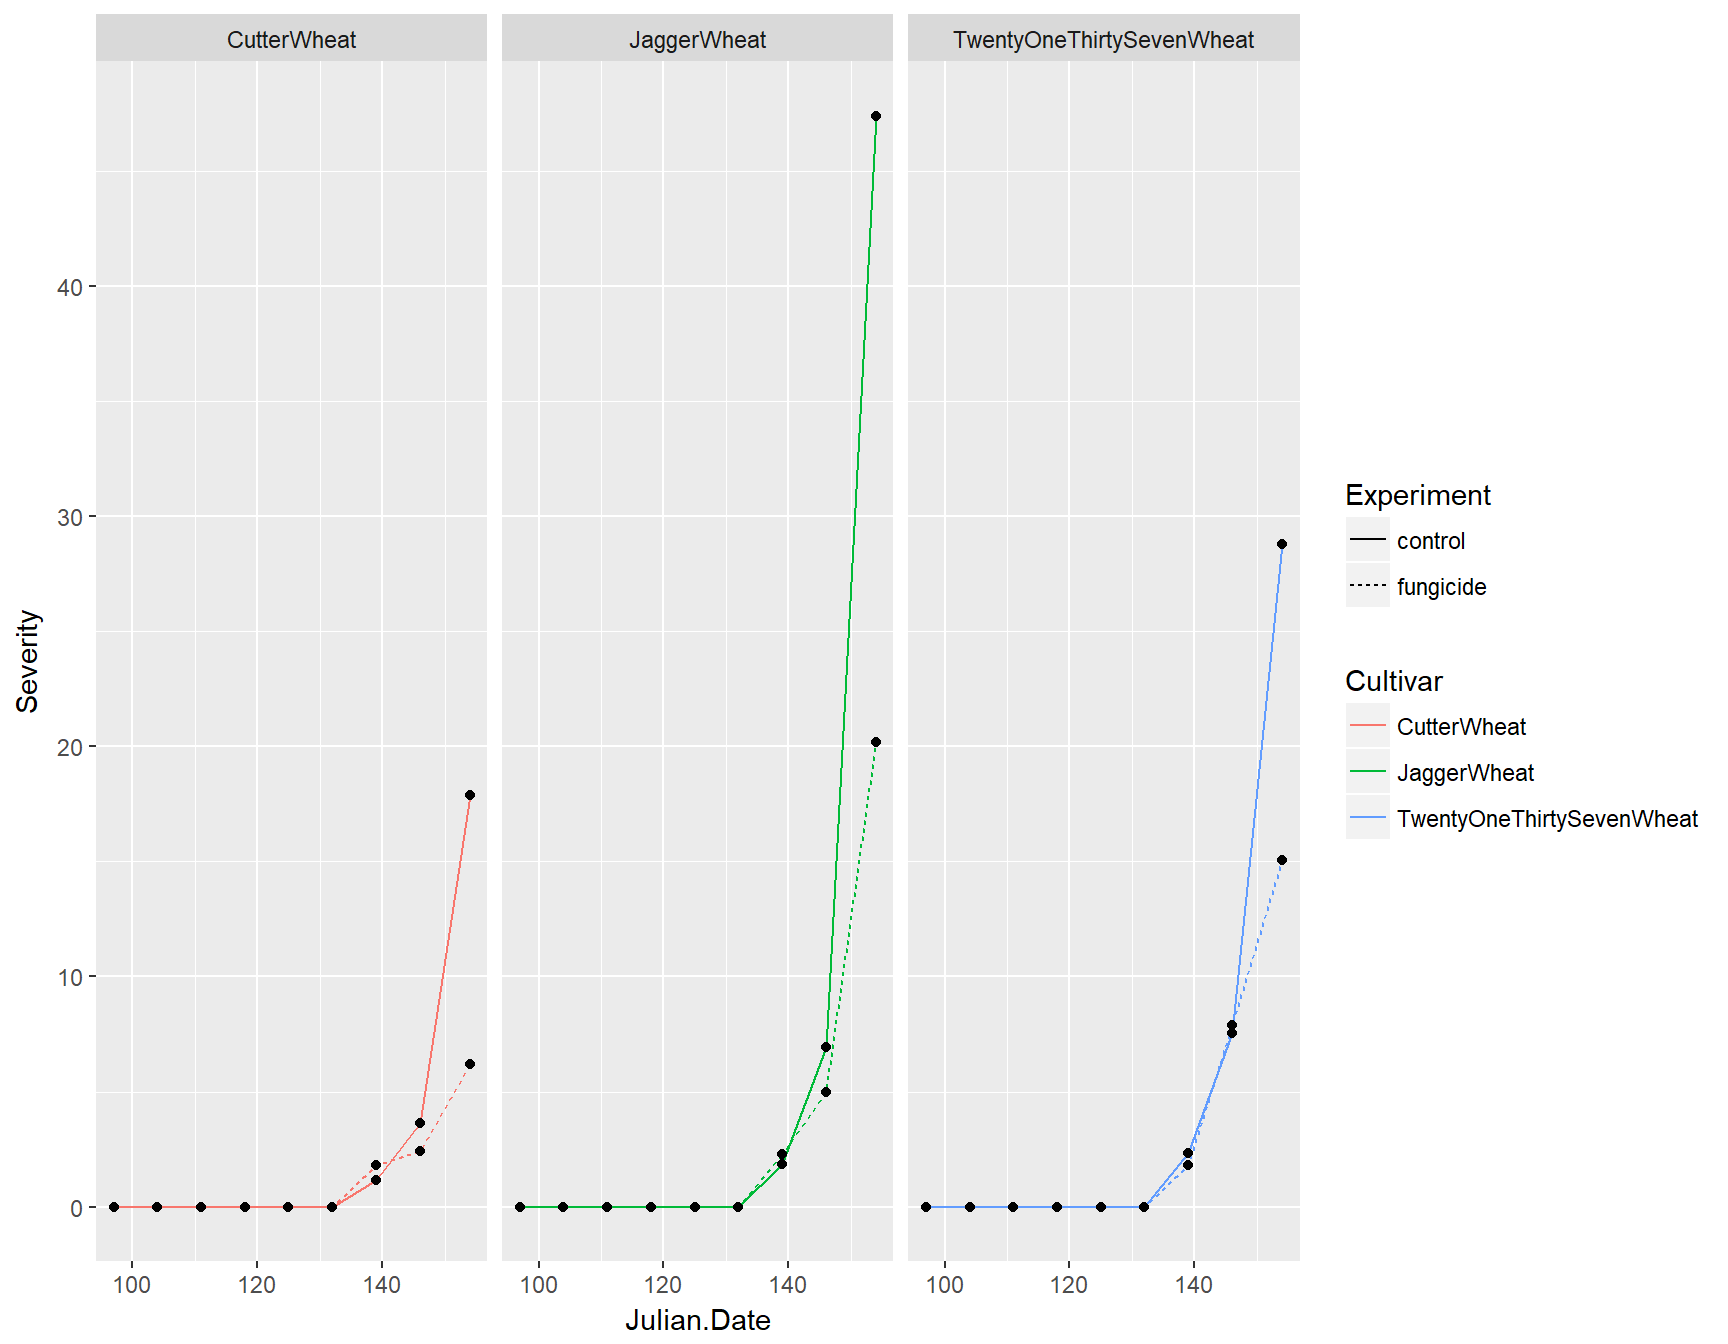 CutterWheat JaggerWheat TwentyOneThirtySevenWheat
40
30
20
10
0
Severity
100 120 140 100 120 140 100 120 140
Julian.Date
Experiment
control
fungicide
Cultivar
CutterWheat
JaggerWheat
TwentyOneThirtySevenWheat